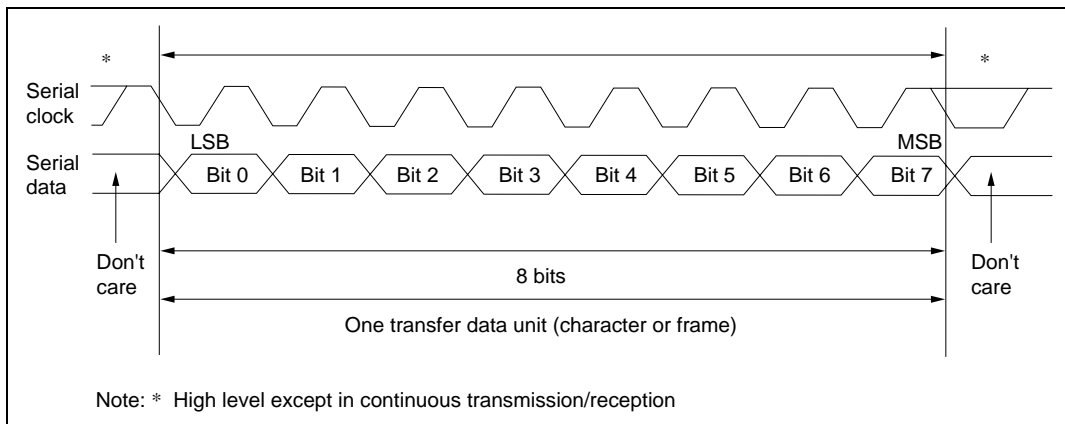 * *
Serial
clock
LSB MSB
Serial
data
Bit 0 Bit 1 Bit 2 Bit 3 Bit 4 Bit 5 Bit 6 Bit 7
Don't
care
Don't
care
8 bits
One transfer data unit (character or frame)
Note: * High level except in continuous transmission/reception